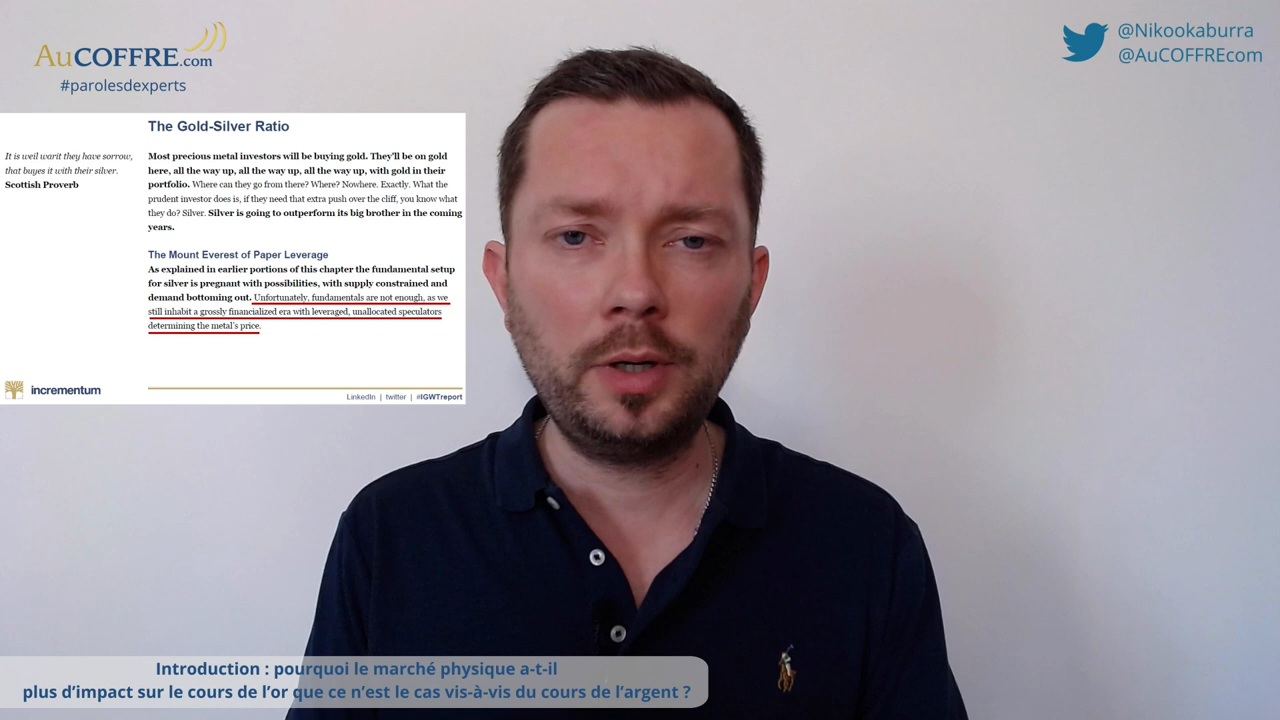 AuCOFFRE.com
#parolesdexperts
@Nikookaburra
@AuCOFFREcom
The Gold-Silver Ratio
It is weil warit they have sorrow,
that buyes it with their silver.
Scottish Proverb
Most precious metal investors will be buying gold. They'll be on gold
here, all the way up, all the way up, all the way up, with gold in their
portfolio. Where can they go from there? Where? Nowhere. Exactly. What the
prudent investor does is, if they need that extra push over the cliff, you know what
they do? Silver. Silver is going to outperform its big brother in the coming
years.
The Mount Everest of Paper Leverage
As explained in earlier portions of this chapter the fundamental setup
for silver is pregnant with possibilities, with supply constrained and
demand bottoming out. Unfortunately, fundamentals are not enough, as we
still inhabit a grossly financialized era with leveraged, unallocated speculators
determining the metal's price.
incrementum
LinkedIn | twitter | #IGWTreport
Introduction : pourquoi le marché physique a-t-il
plus d’impact sur le cours de l’or que ce n’est le cas vis-à-vis du cours de l’argent ?